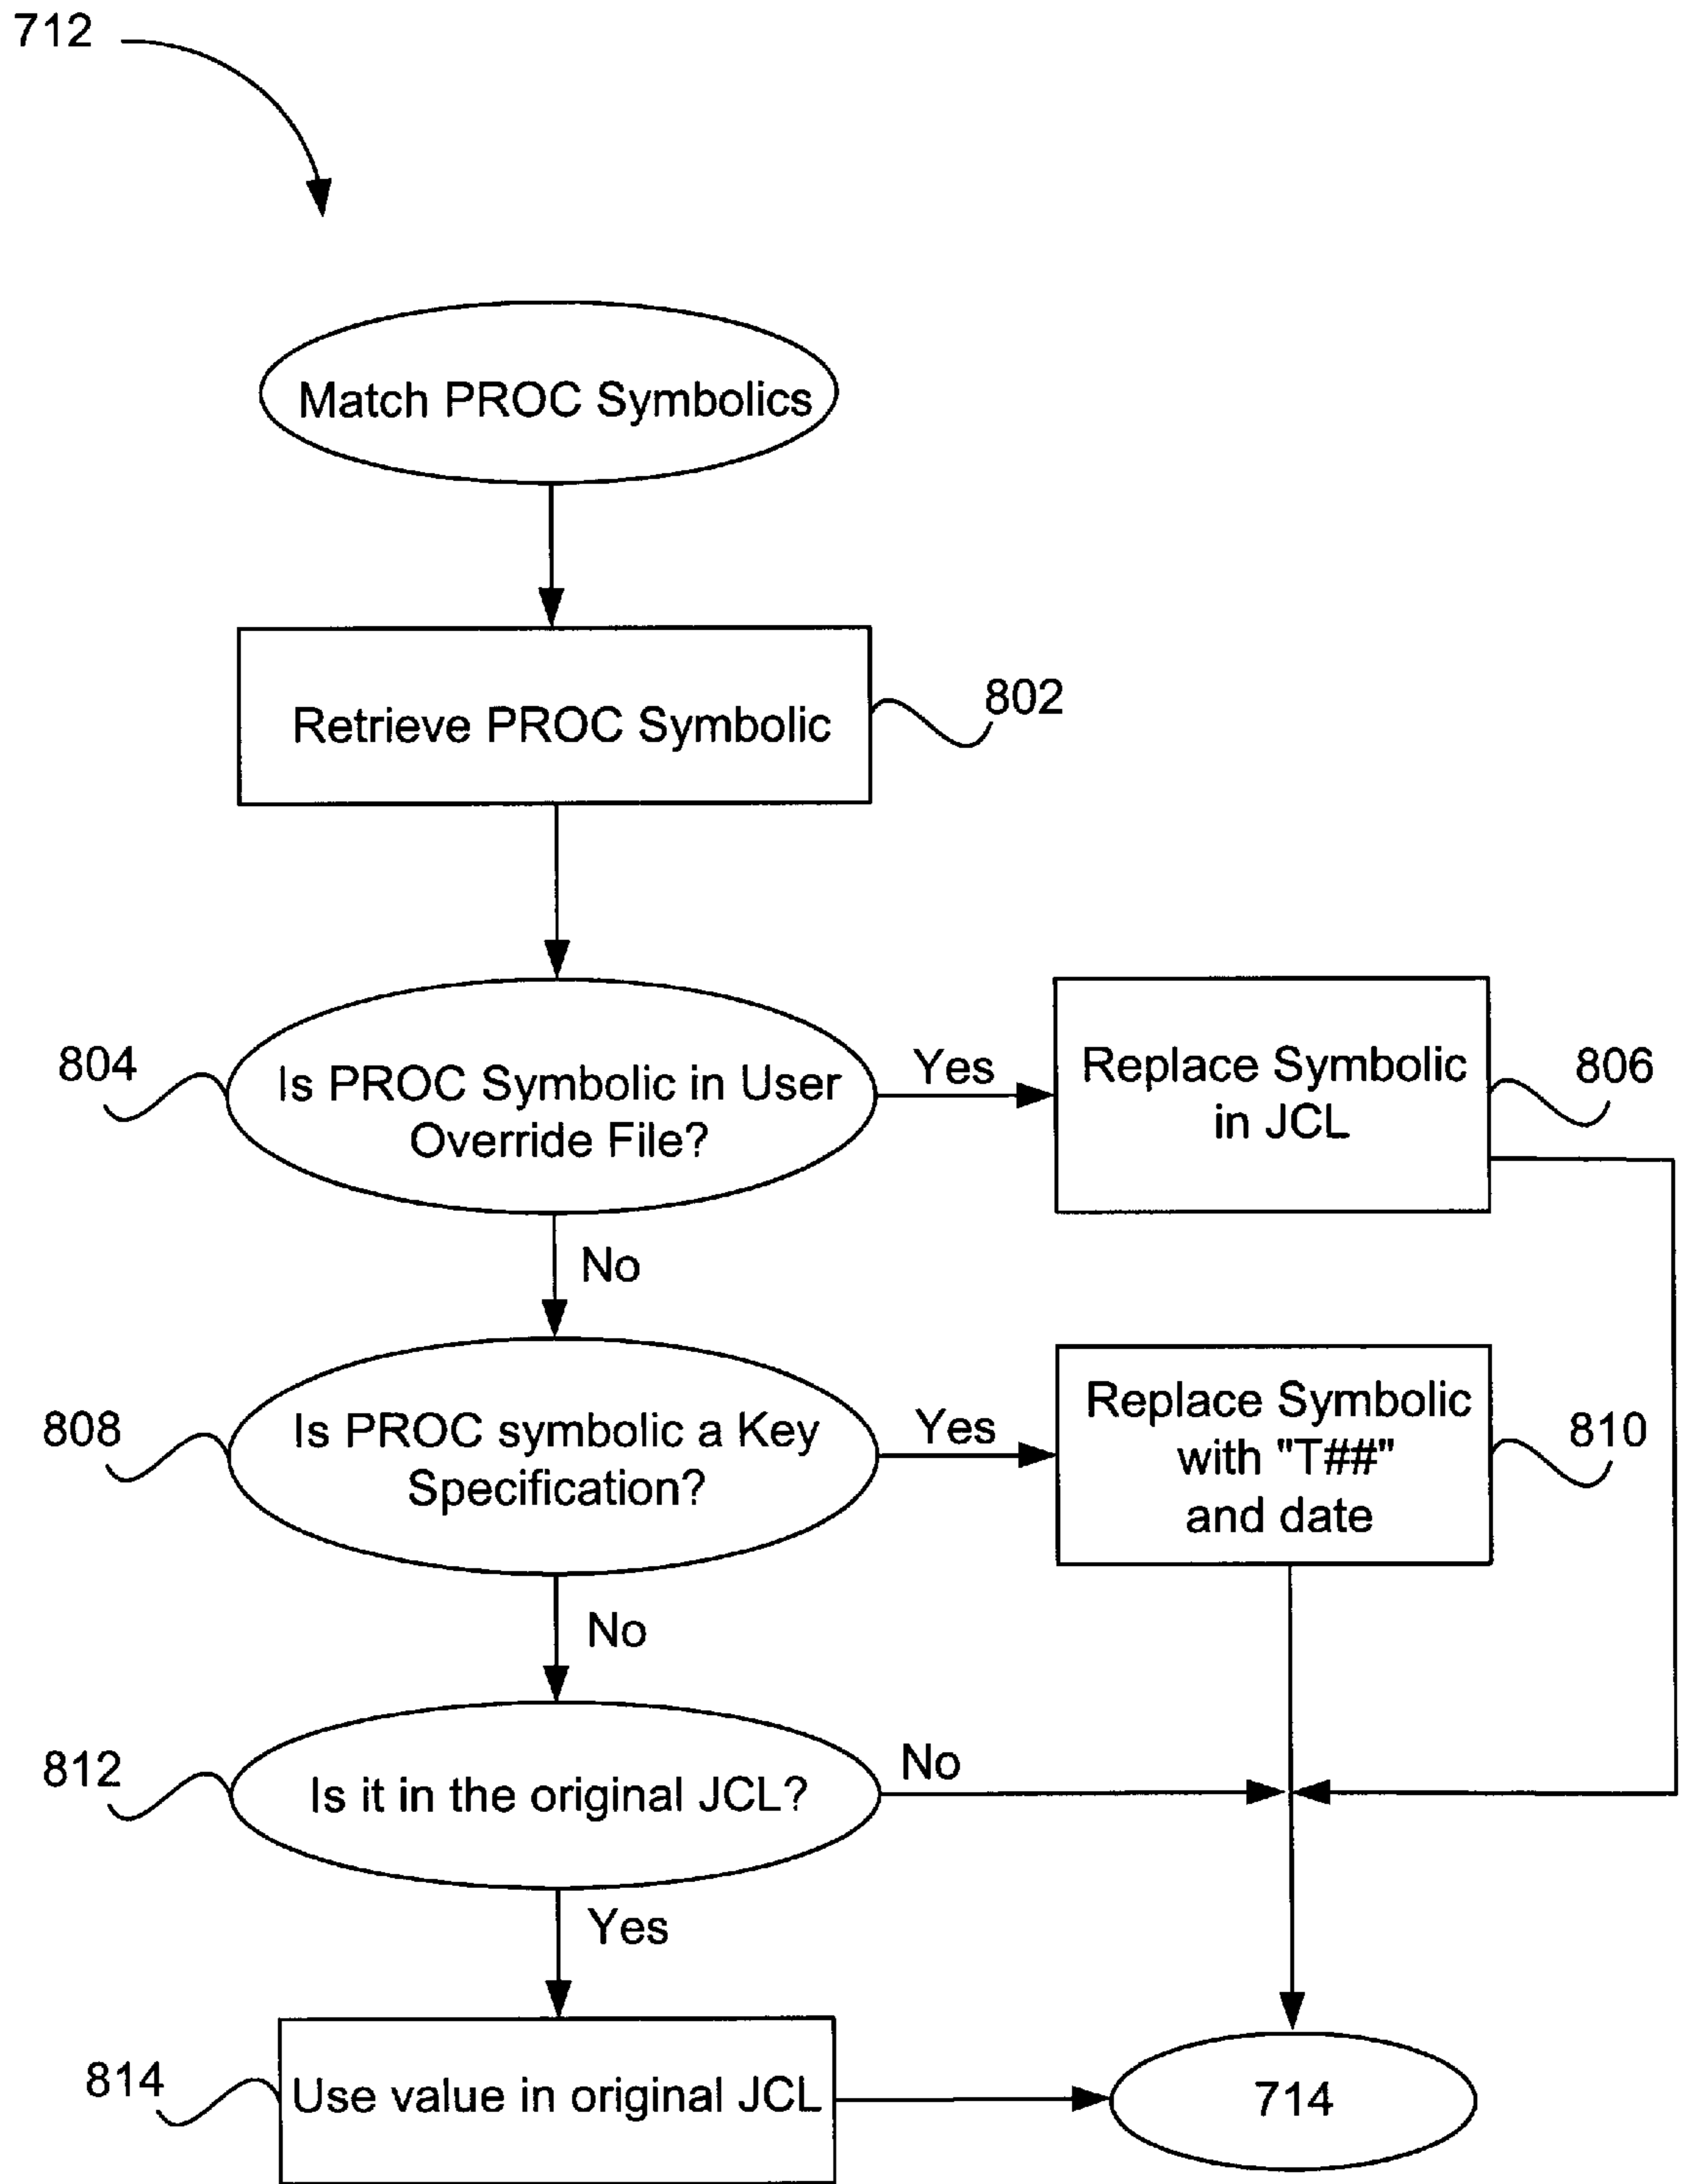 712
Match PROC Symbolics
Retrieve PROC Symbolic
802
804
Is PROC Symbolic in User
Override File?
Yes
Replace Symbolic
in JCL
806
No
808
Is PROC symbolic a Key
Specification?
Yes
Replace Symbolic
with "T##"
and date
810
No
812
Is it in the original JCL?
No
Yes
814
Use value in original JCL
714